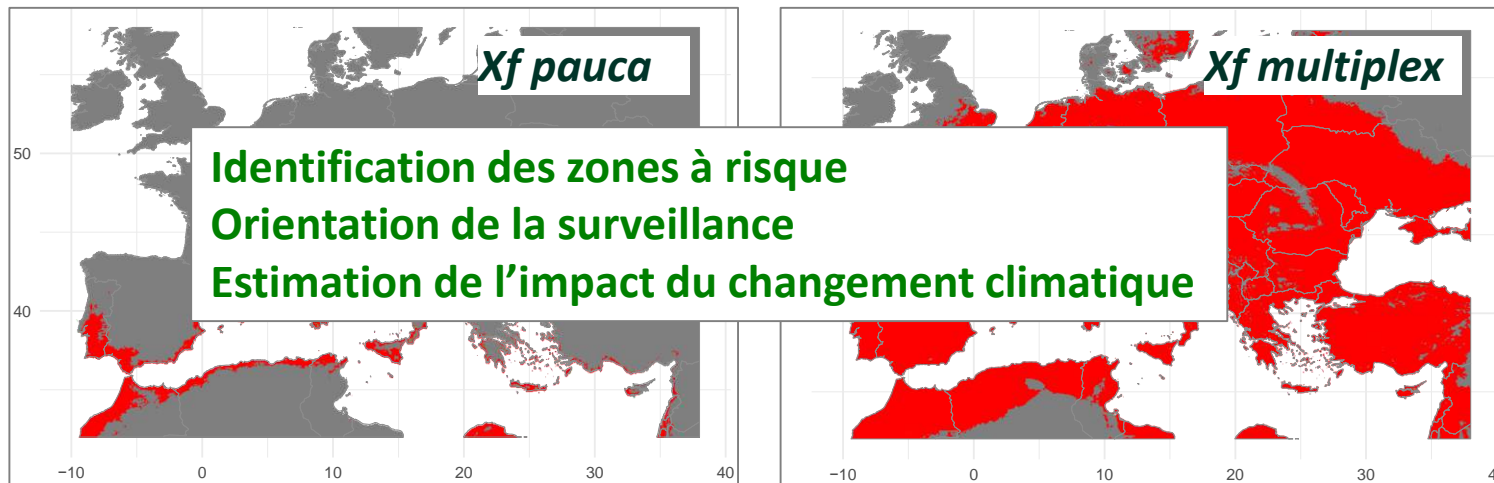 Xf pauca
Xf multiplex
50
40
Identification des zones à risque
Orientation de la surveillance
Estimation de l’impact du changement climatique
−10 0 10 20 30 40
−10 0 10 20 30 4